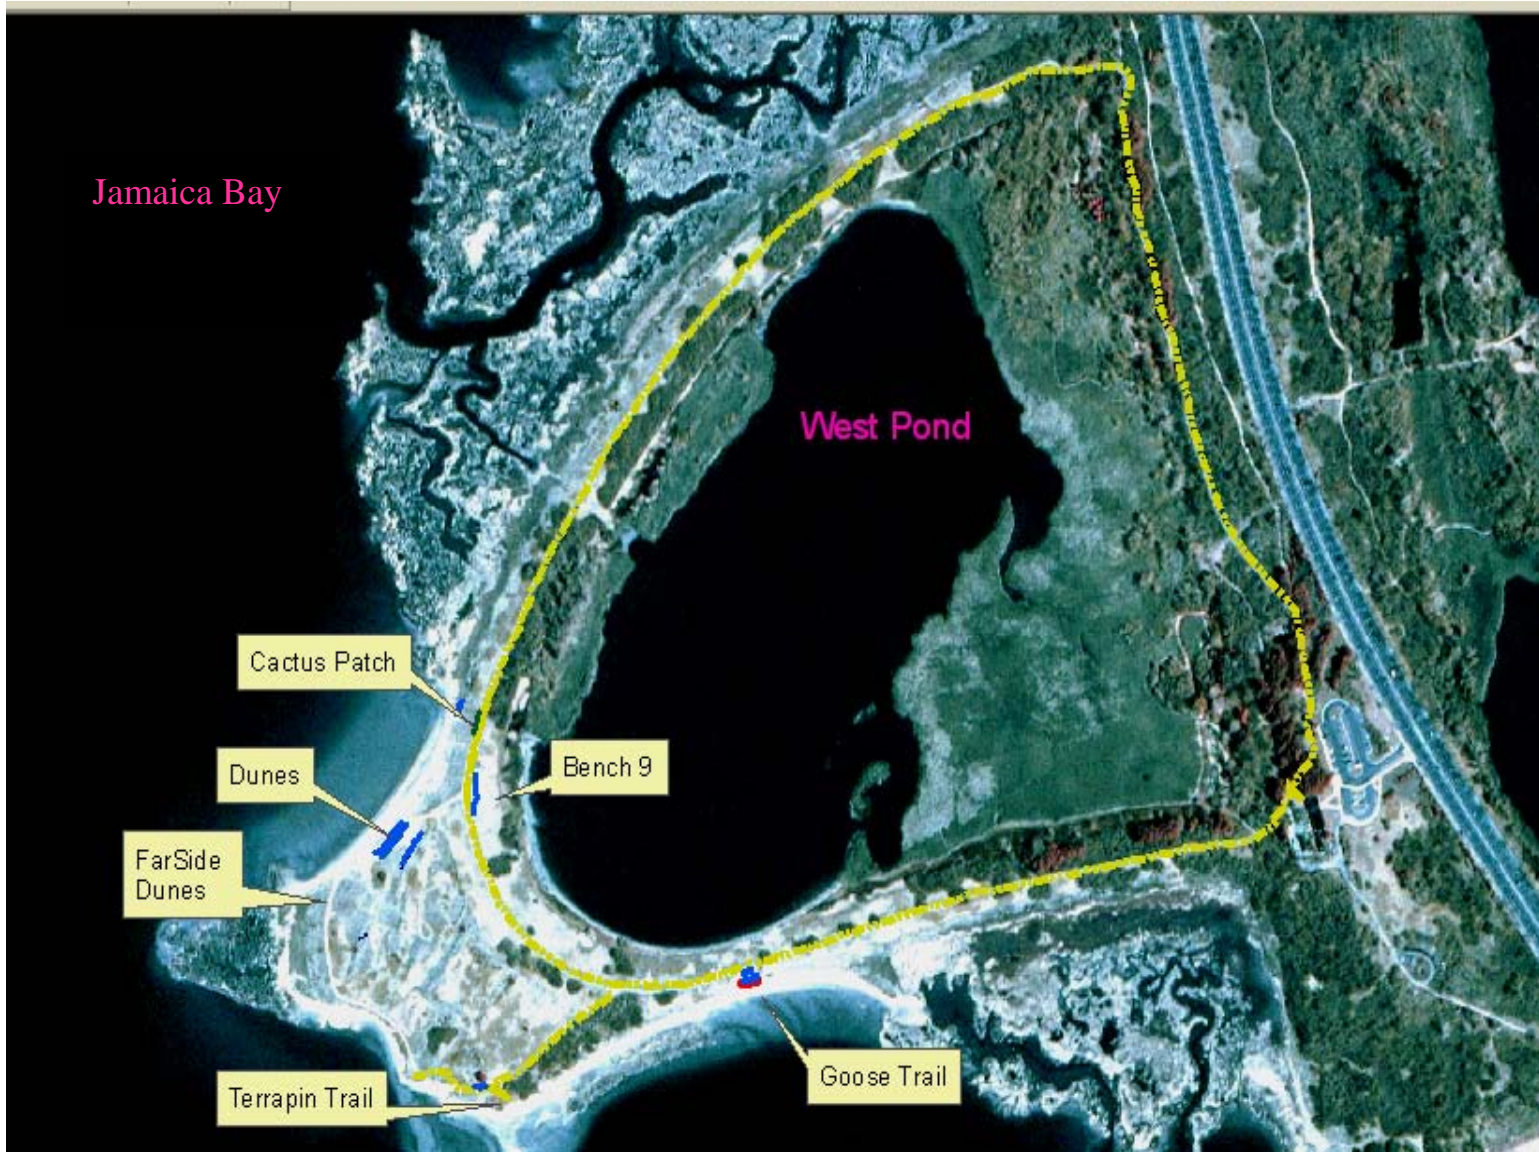 Jamaica Bay
West Pond
Cactus Patch
Bench 9
Dunes
FarSide
Dunes
Goose Trail
Terrapin Trail